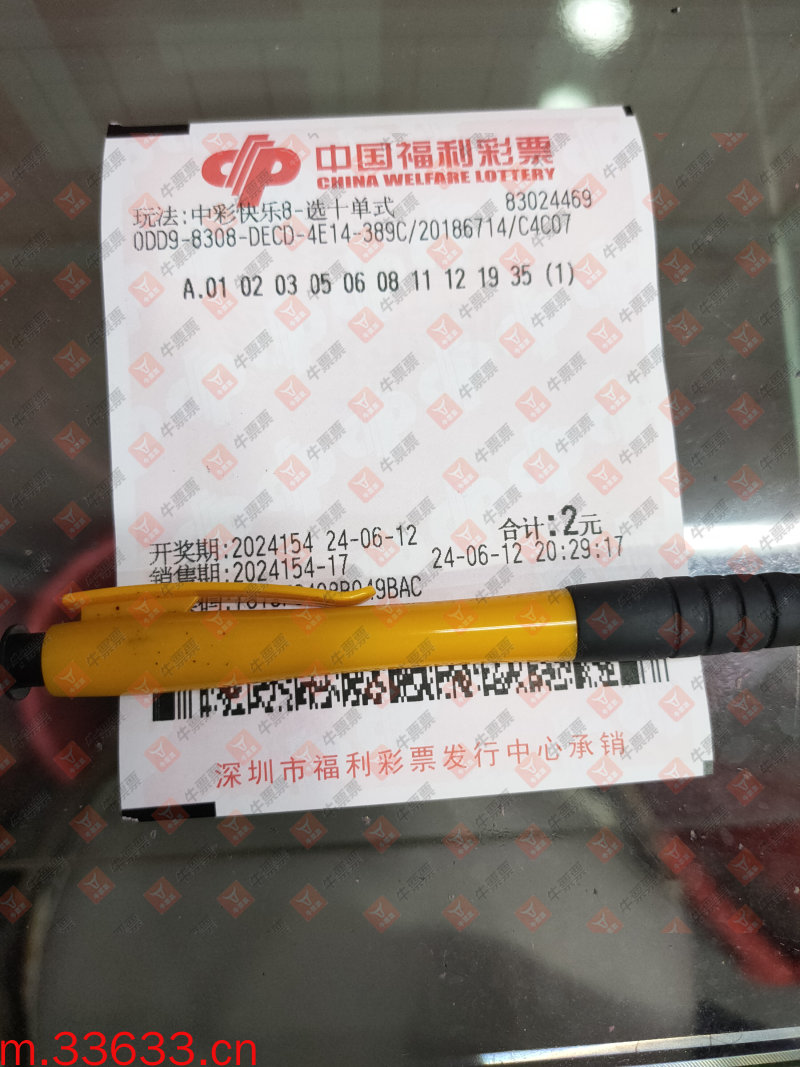 中国福利彩票
CHINA WELFARE LOTTERY
玩法:中彩快乐8-选十单式 83024469
0DD9-8308-DECD-4E14-389C/20186714/C4C07
A.01 02 03 05 06 08 11 12 19 35 (1)
合计:2元
开奖期:2024154 24-06-12
销售期:2024154-17 24-06-12 20:29:17
深圳市福利彩票发行中心承销
牛票票
m.33633.cn